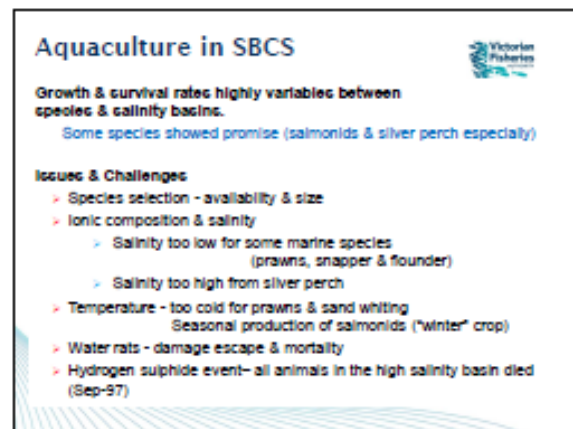 Aquaculture in SBCS
Victorian
Fisheries
Growth & survival rates highly variables between
species & salinity basins.
Some species showed promise (salmonids & silver perch especially)
Issues & Challenges
➢ Species selection - availability & size
➢ Ionic composition & salinity
➢ Salinity too low for some marine species
(prawns, snapper & flounder)
➢ Salinity too high from silver perch
➢ Temperature - too cold for prawns & sand whiting
Seasonal production of salmonids ("winter" crop)
➢ Water rats - damage escape & mortality
➢ Hydrogen sulphide event– all animals in the high salinity basin died
(Sep-97)